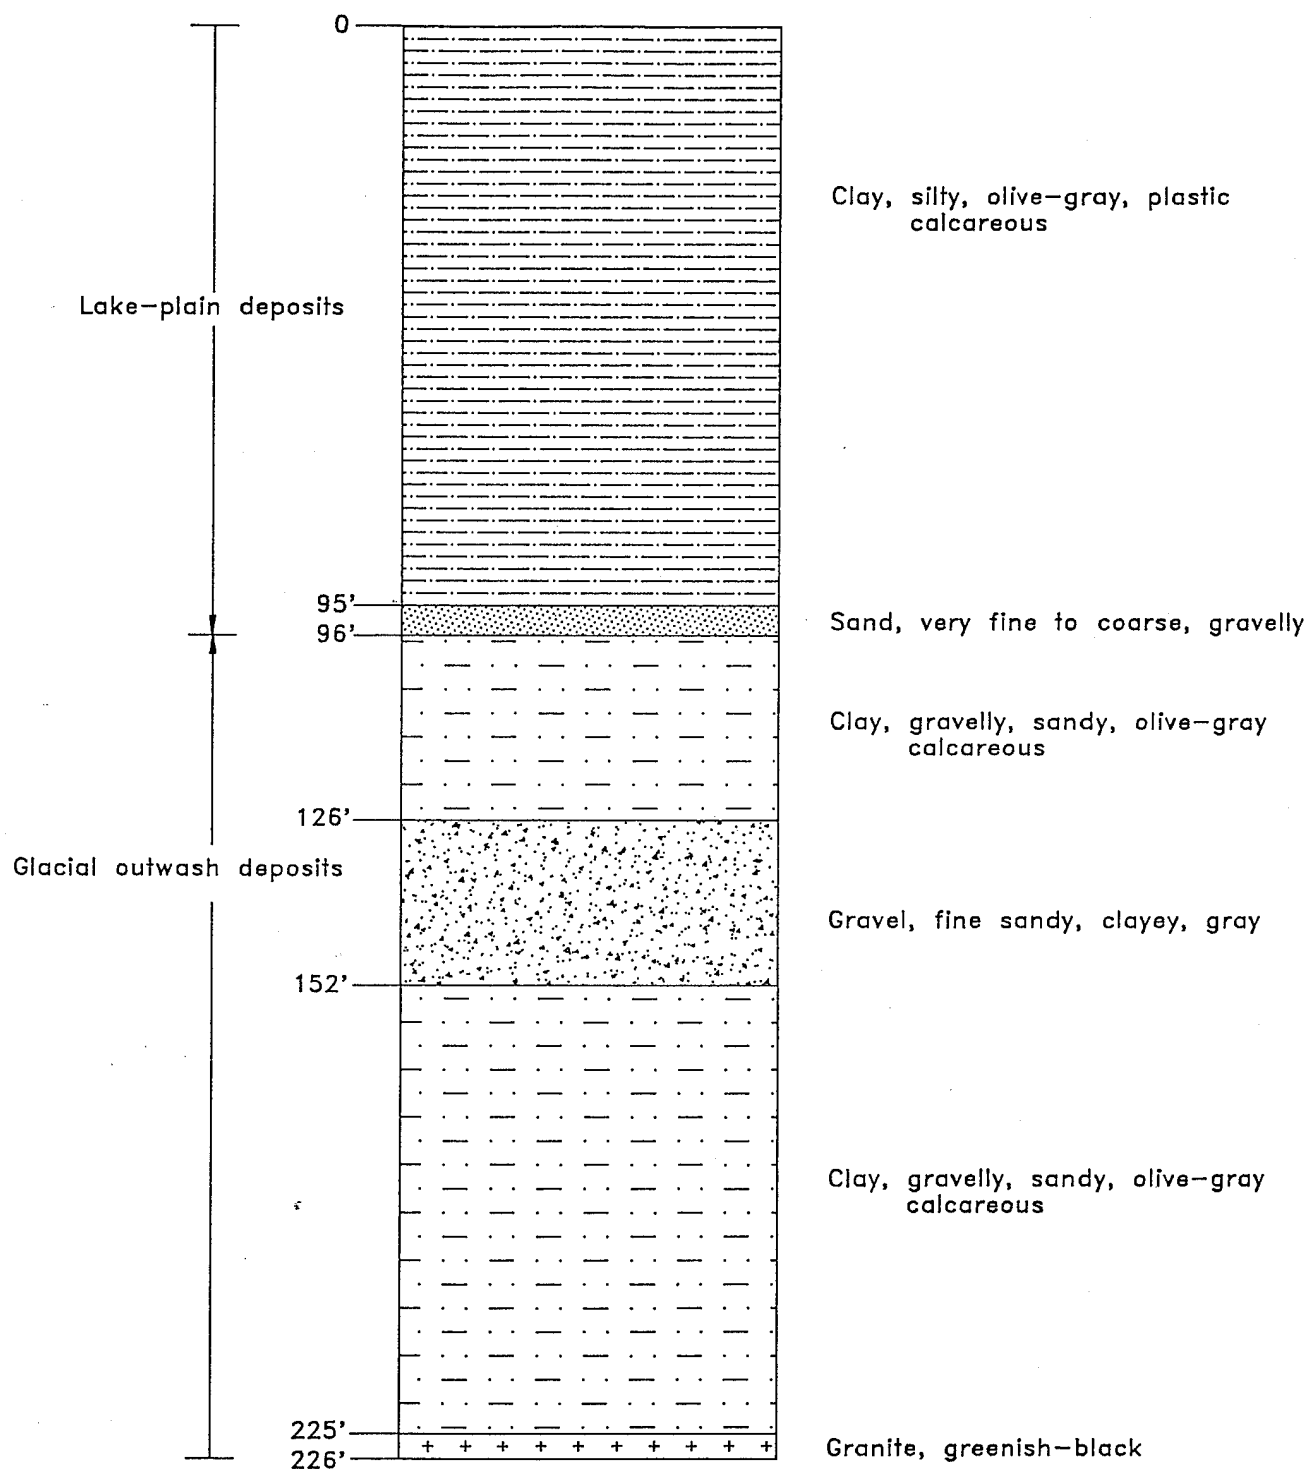 0
Clay, silty, olive-gray, plastic
calcareous
Lake-plain deposits
95'
Sand, very fine to coarse, gravelly
96'
Clay, gravelly, sandy, olive-gray
calcareous
126'
Glacial outwash deposits
Gravel, fine sandy, clayey, gray
152'
Clay, gravelly, sandy, olive-gray
calcareous
225'
Granite, greenish-black
226'